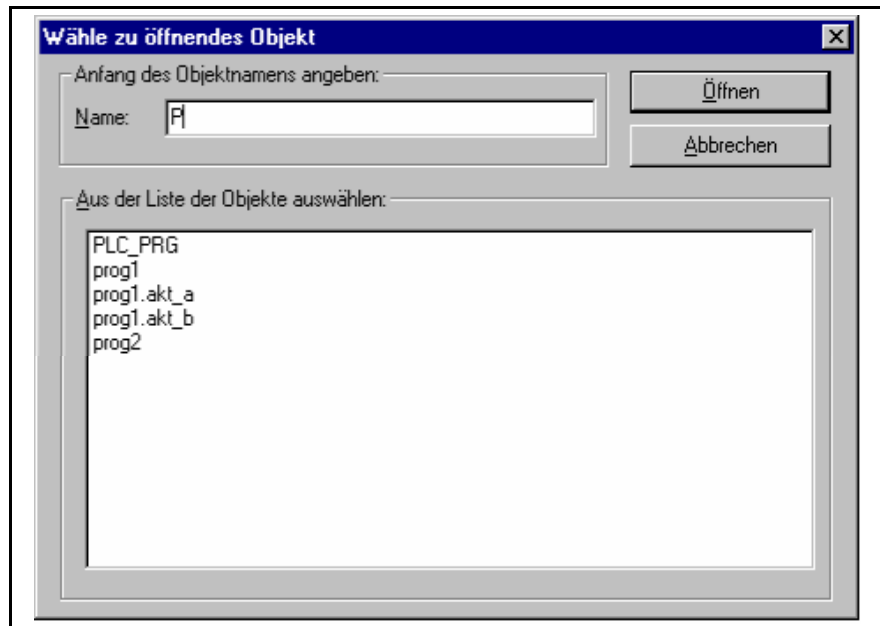 Wähle zu öffnendes Objekt
Anfang des Objektnamens angeben:
Name: P
Öffnen
Abbrechen
Aus der Liste der Objekte auswählen:
PLC_PRG
prog1
prog1.akt_a
prog1.akt_b
prog2